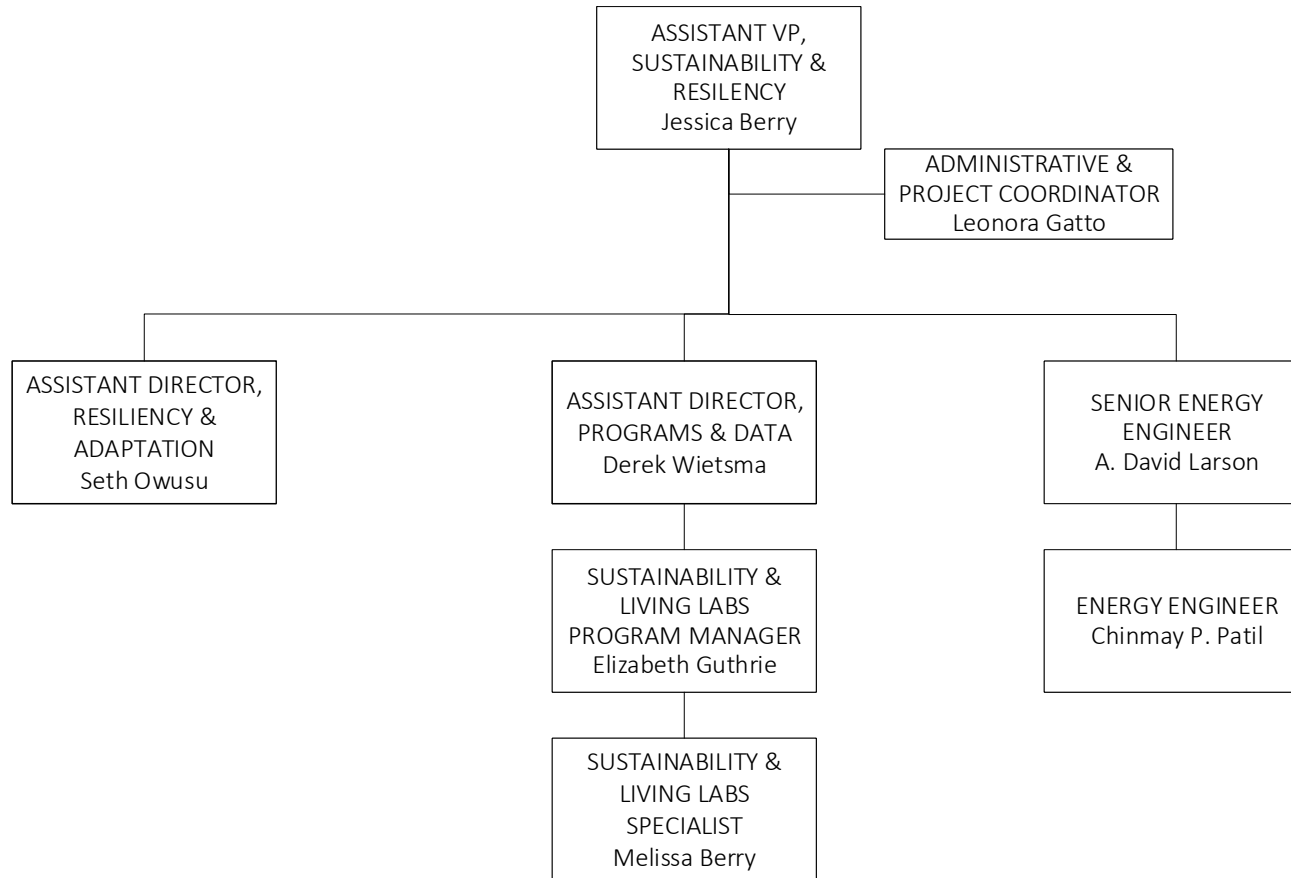 ASSISTANT VP,
SUSTAINABILITY &
RESILENCY
Jessica Berry
ADMINISTRATIVE &
PROJECT COORDINATOR
Leonora Gatto
ASSISTANT DIRECTOR,
RESILIENCY &
ADAPTATION
Seth Owusu
ASSISTANT DIRECTOR,
PROGRAMS & DATA
Derek Wietsma
SENIOR ENERGY
ENGINEER
A. David Larson
SUSTAINABILITY &
LIVING LABS
PROGRAM MANAGER
Elizabeth Guthrie
ENERGY ENGINEER
Chinmay P. Patil
SUSTAINABILITY &
LIVING LABS
SPECIALIST
Melissa Berry